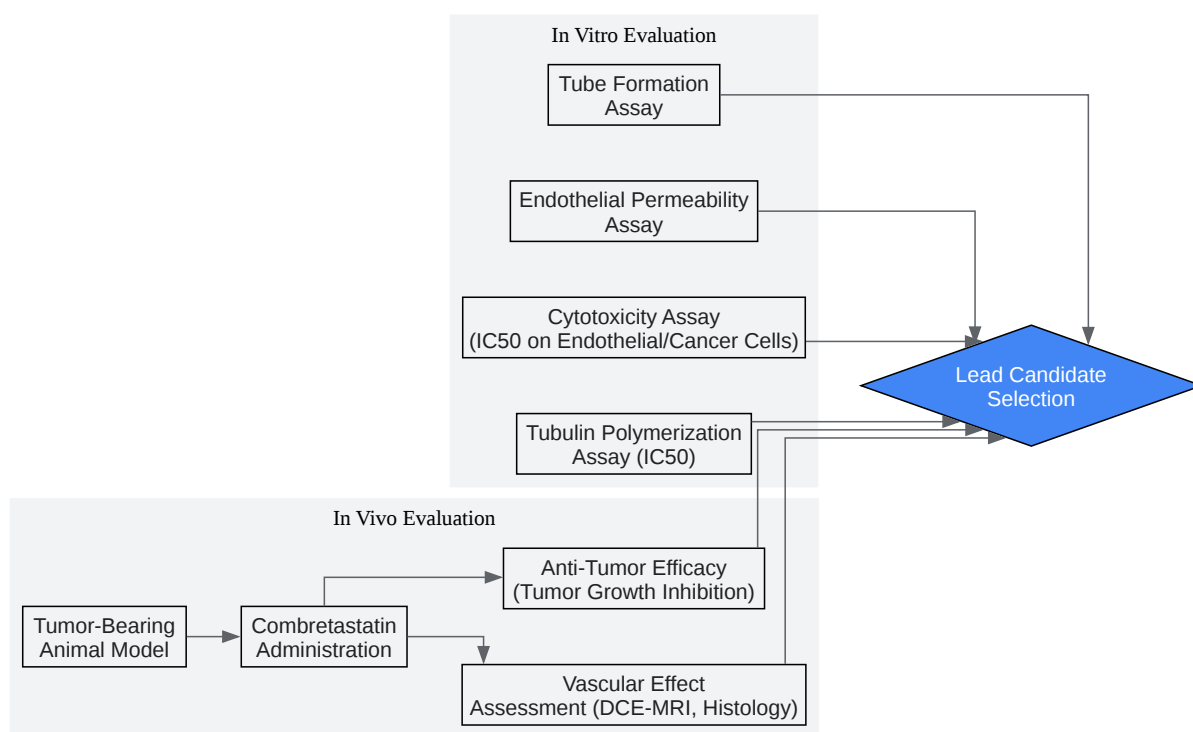 In Vitro Evaluation
Tube Formation
Assay
Endothelial Permeability
Assay
Cytotoxicity Assay
(IC50 on Endothelial/Cancer Cells)
Lead Candidate
Selection
Tubulin Polymerization
Assay (IC50)
In Vivo Evaluation
Anti-Tumor Efficacy
(Tumor Growth Inhibition)
Tumor-Bearing
Animal Model
Combretastatin
Administration
Vascular Effect
Assessment (DCE-MRI, Histology)